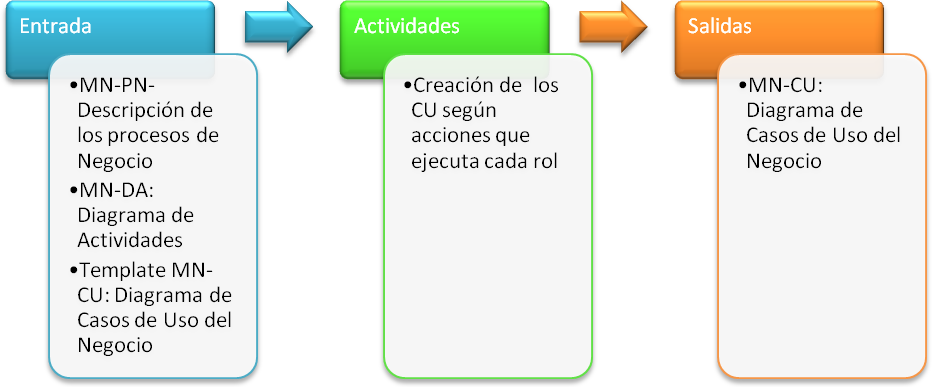 Entrada
•MN-PN-
Descripción de
los procesos de
Negocio
•MN-DA:
Diagrama de
Actividades
•Template MN-
CU: Diagrama de
Casos de Uso del
Negocio
Actividades
•Creación de los
CU según
acciones que
ejecuta cada rol
Salidas
•MN-CU:
Diagrama de
Casos de Uso del
Negocio